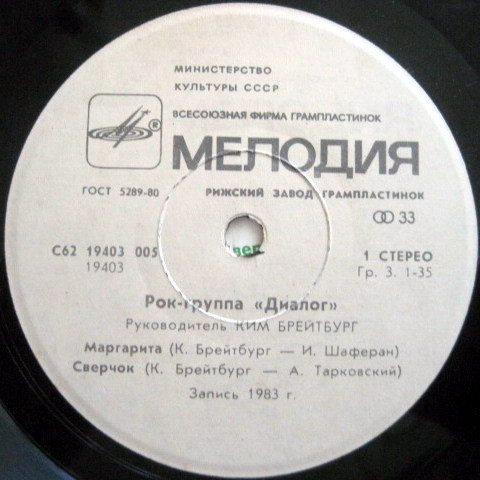 МИНИСТЕРСТВО
КУЛЬТУРЫ СССР
ВСЕСОЮЗНАЯ ФИРМА ГРАМПЛАСТИНОК
® МЕЛОДИЯ
ГОСТ 5289-80 РИЖСКИЙ ЗАВОД ГРАМПЛАСТИНОК
33
С62 19403 005 1 СТЕРЕО
19403 Гр. 3. 1-35
Рок-группа «Диалог»
Руководитель КИМ БРЕЙТБУРГ
Маргарита (К. Брейтбург — И. Шаферан)
Сверчок (К. Брейтбург — А. Тарковский)
Запись 1983 г.